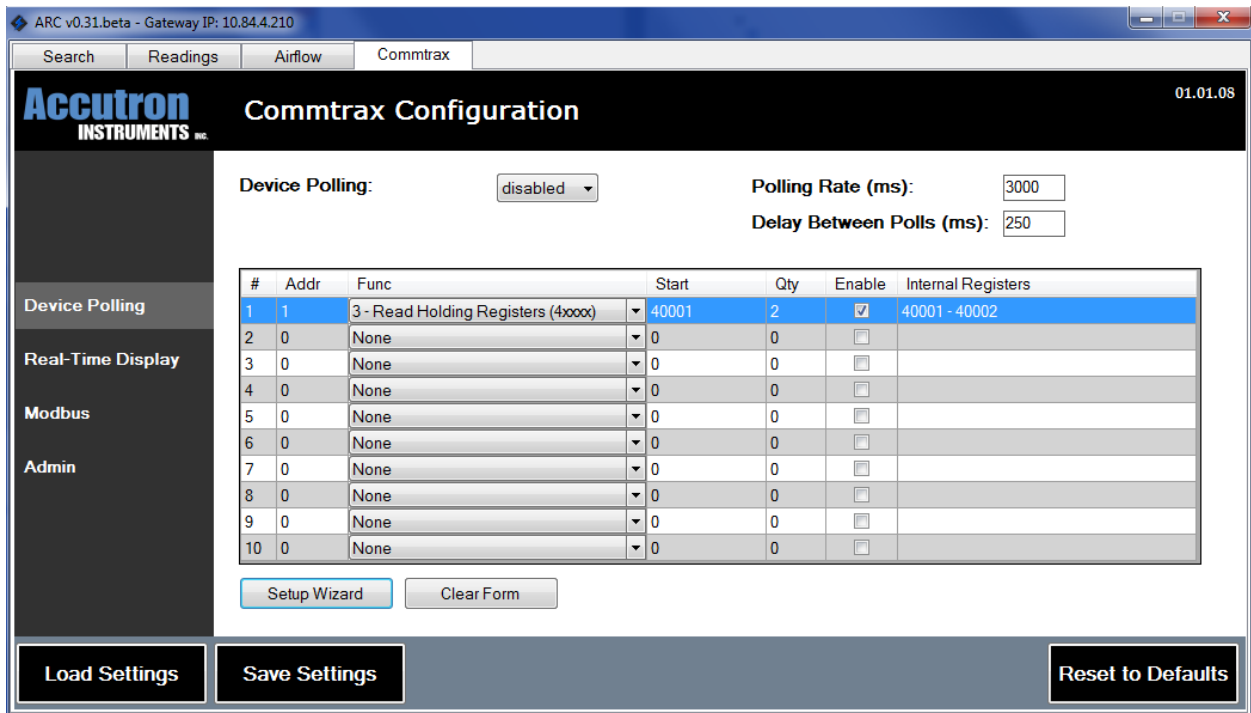 ARC v0.31.beta - Gateway IP: 10.84.4.210
Search Readings Airflow Commtrax
Accutron
INSTRUMENTS INC.
Commtrax Configuration
01.01.08
Device Polling: disabled
Polling Rate (ms): 3000
Delay Between Polls (ms): 250
Device Polling
Real-Time Display
Modbus
Admin
# Addr Func Start Qty Enable Internal Registers
1 1 3 - Read Holding Registers (4xxxx) 40001 2 40001 - 40002
2 0 None 0 0
3 0 None 0 0
4 0 None 0 0
5 0 None 0 0
6 0 None 0 0
7 0 None 0 0
8 0 None 0 0
9 0 None 0 0
10 0 None 0 0
Setup Wizard Clear Form
Load Settings Save Settings Reset to Defaults